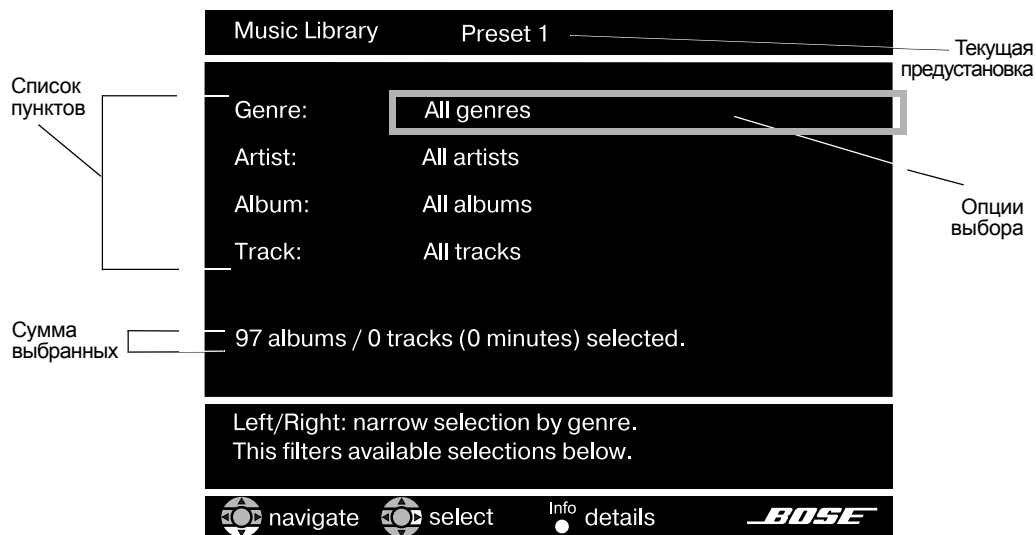 Music Library Preset 1
Текущая
предустановка
Список
пунктов
Genre: All genres
Artist: All artists
Album: All albums
Опции
выбора
Track: All tracks
Сумма
выбранных
97 albums / 0 tracks (0 minutes) selected.
Left/Right: narrow selection by genre.
This filters available selections below.
navigate select Info details BOSE